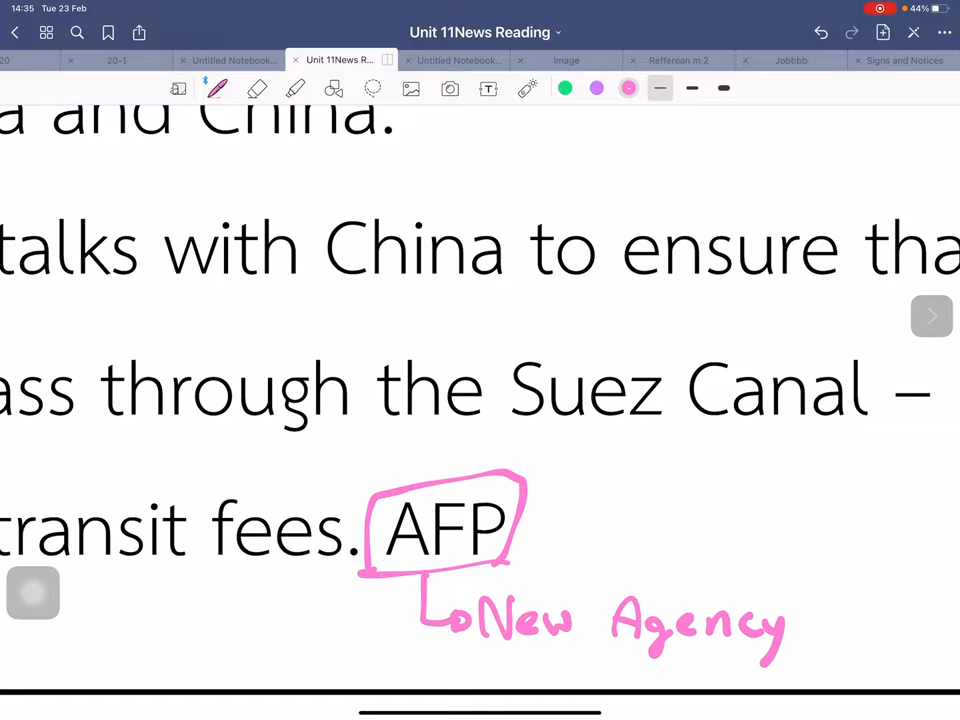 14:35 Tue 23 Feb
44%
Unit 11News Reading
20
20-1
Untitled Notebook...
Unit 11News R...
Untitled Notebook...
Image
Refferean m.2
Jobbbb
Signs and Notices
a and China.
talks with China to ensure tha
ass through the Suez Canal –
transit fees. AFP
New Agency